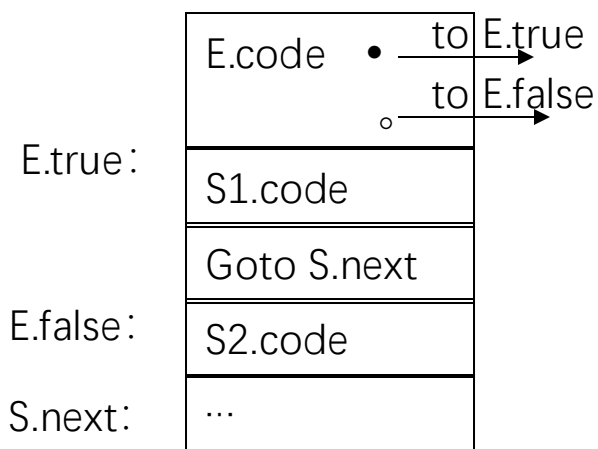 E.code to E.true
to E.false
E.true:
S1.code
Goto S.next
E.false:
S2.code
S.next:
...